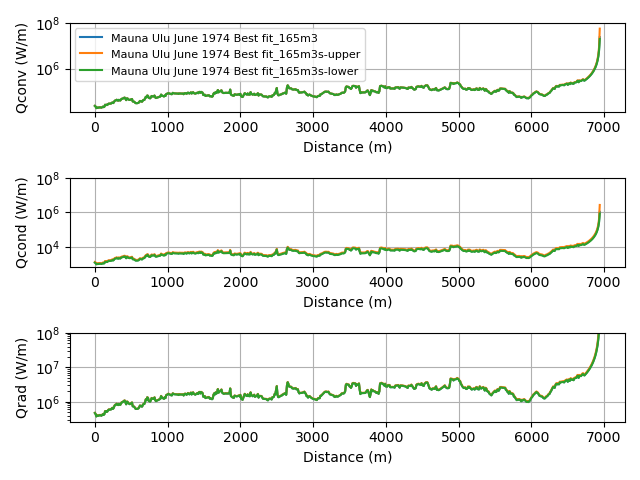 Qconv (W/m)
10^8
10^6
Mauna Ulu June 1974 Best fit_165m3
Mauna Ulu June 1974 Best fit_165m3s-upper
Mauna Ulu June 1974 Best fit_165m3s-lower
0 1000 2000 3000 4000 5000 6000 7000
Distance (m)
Qcond (W/m)
10^8
10^6
10^4
0 1000 2000 3000 4000 5000 6000 7000
Distance (m)
Qrad (W/m)
10^8
10^7
10^6
0 1000 2000 3000 4000 5000 6000 7000
Distance (m)